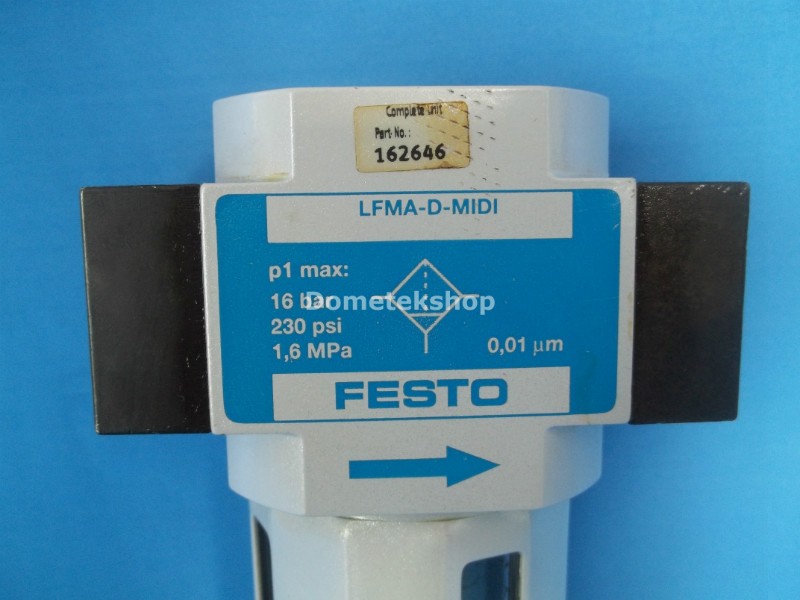 Complete unit
Part No.:
162646
LFMA-D-MIDI
p1 max:
16 bar
230 psi
1,6 MPa
0,01 µm
Dometekshop
FESTO